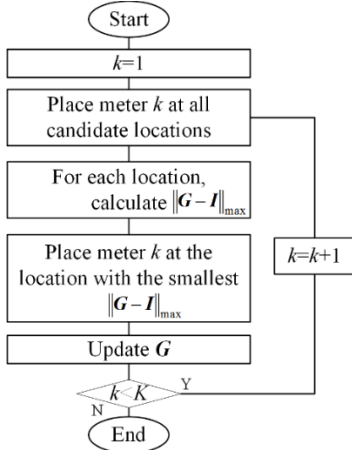 Start
k=1
Place meter k at all
candidate locations
For each location,
calculate ‖G – I‖max
Place meter k at the
location with the smallest
‖G – I‖max
k=k+1
Update G
k<K
Y
N
End